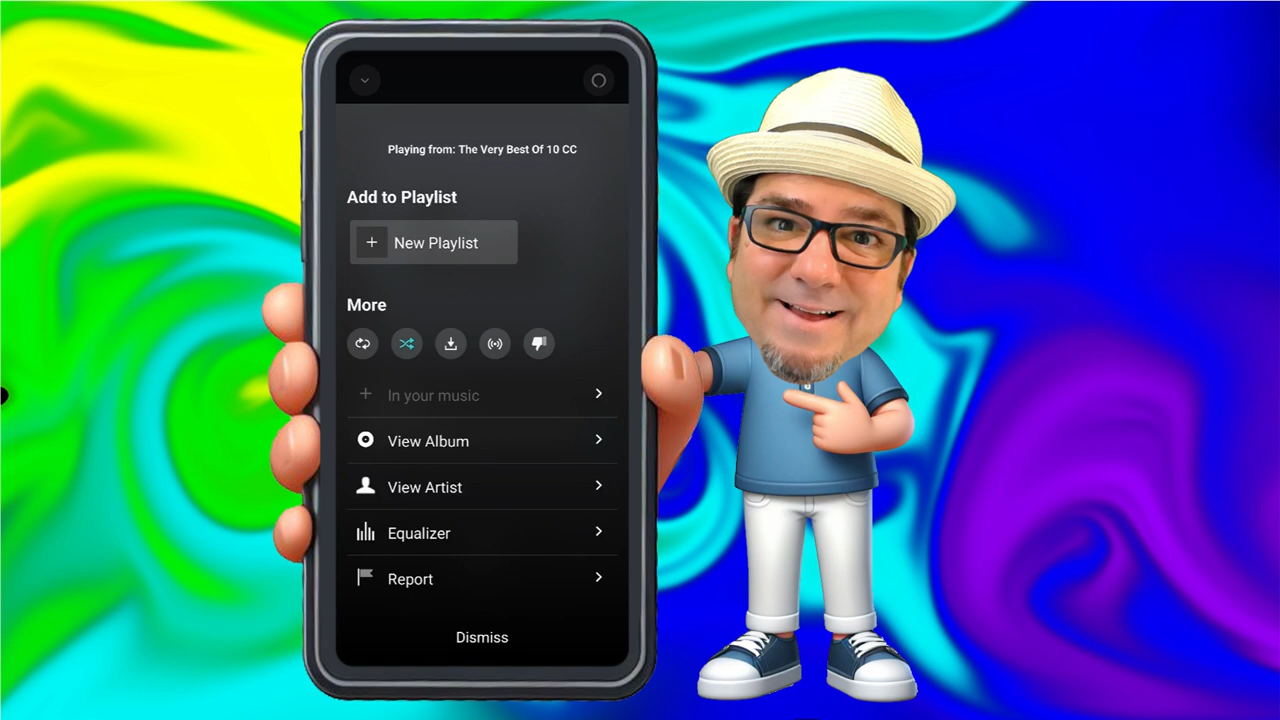 Playing from: The Very Best Of 10 CC
Add to Playlist
New Playlist
More
In your music
View Album
View Artist
Equalizer
Report
Dismiss